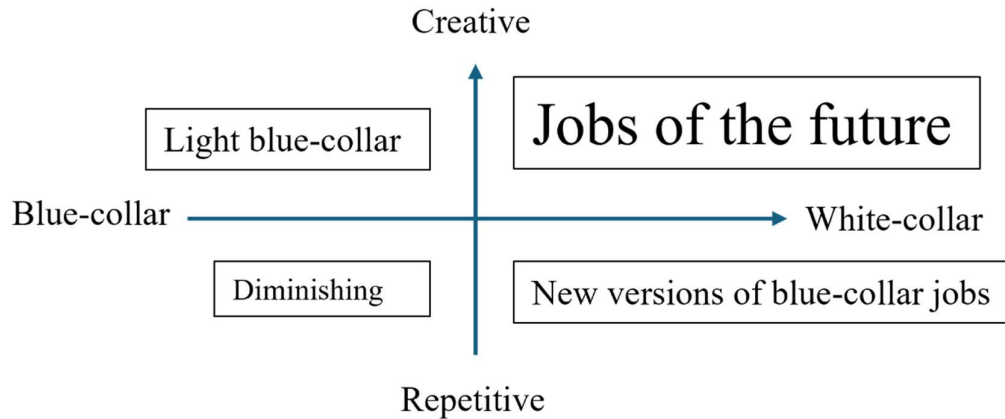 Creative
Light blue-collar
Jobs of the future
Blue-collar
White-collar
Diminishing
New versions of blue-collar jobs
Repetitive